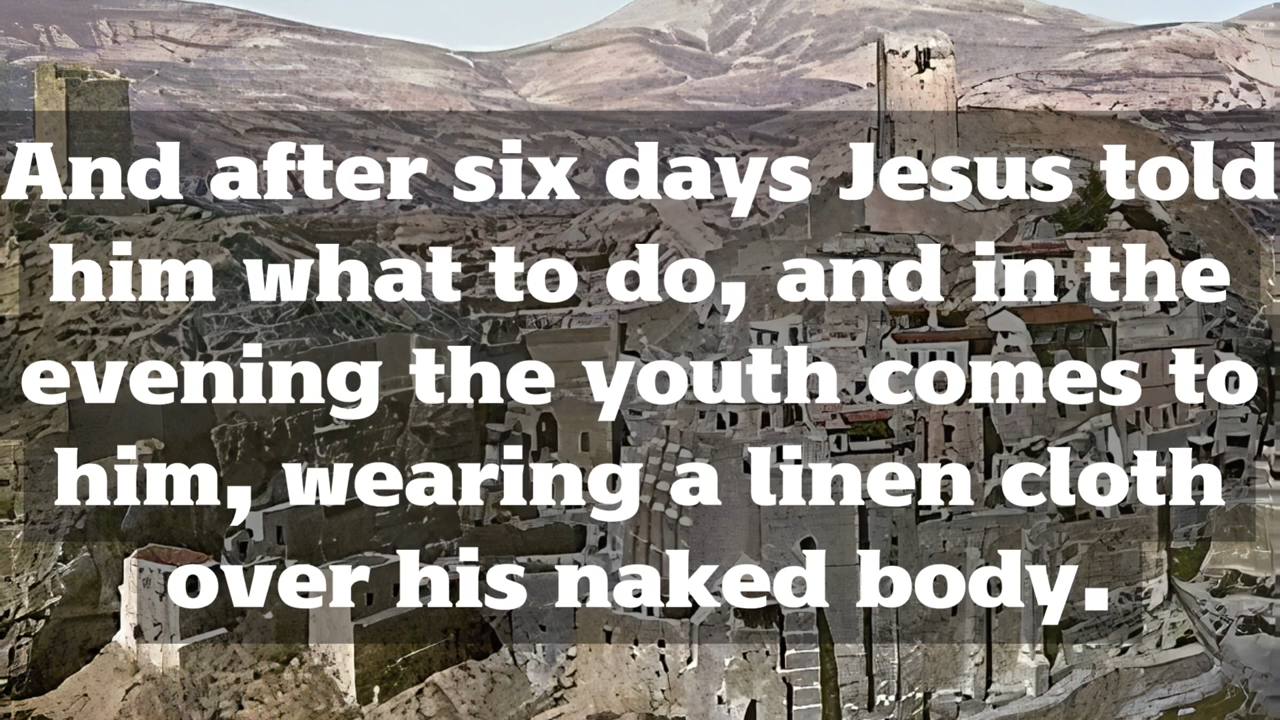 And after six days Jesus told
him what to do, and in the
evening the youth comes to
him, wearing a linen cloth
over his naked body.